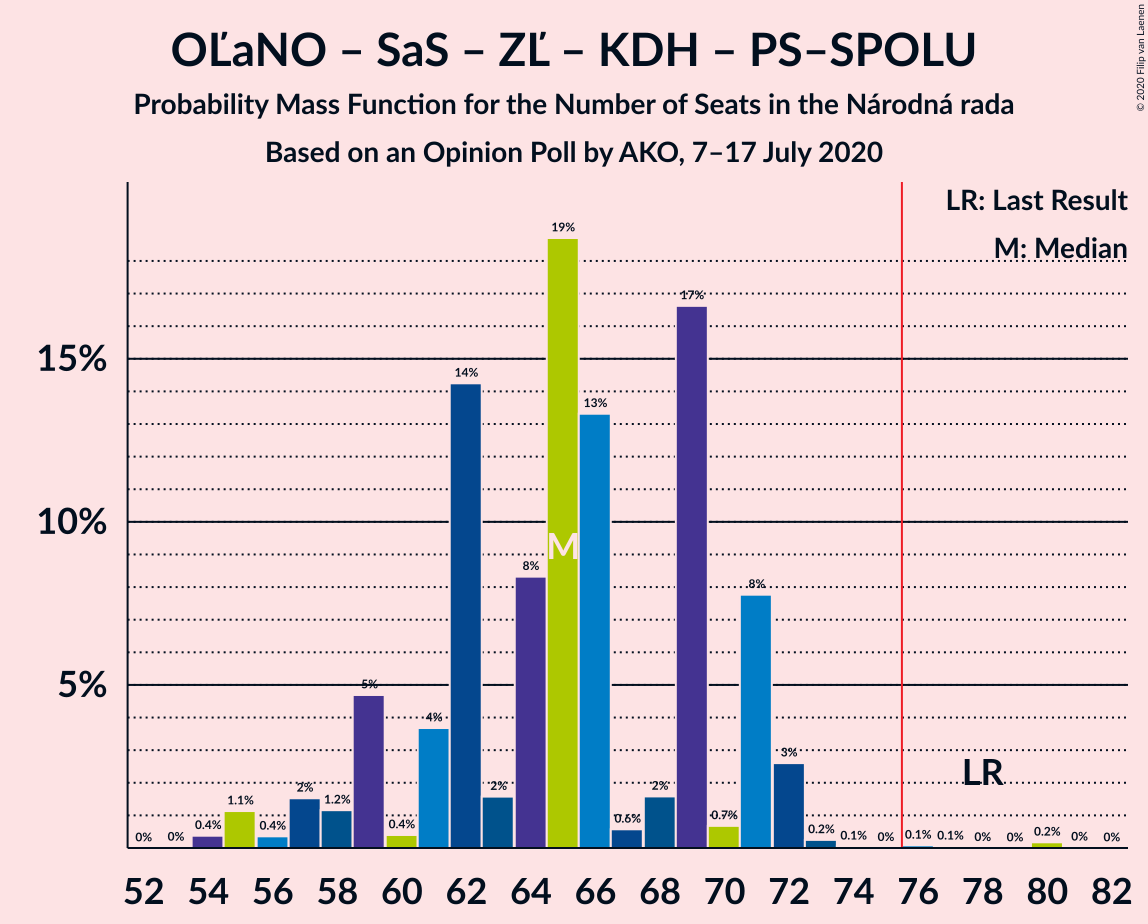 OĽaNO – SaS – ZĽ – KDH – PS–SPOLU
Probability Mass Function for the Number of Seats in the Národná rada
Based on an Opinion Poll by AKO, 7–17 July 2020
© 2020 Filip van Laenen
LR: Last Result
M: Median
15%
10%
5%
0% 0% 0.4% 1.1% 0.4% 2% 1.2% 5% 0.4% 4% 14% 2% 8% 19% 13% 0.6% 2% 17% 0.7% 8% 3% 0.2% 0.1% 0% 0.1% 0.1% 0% 0% 0.2% 0% 0%
M
LR
52 54 56 58 60 62 64 66 68 70 72 74 76 78 80 82